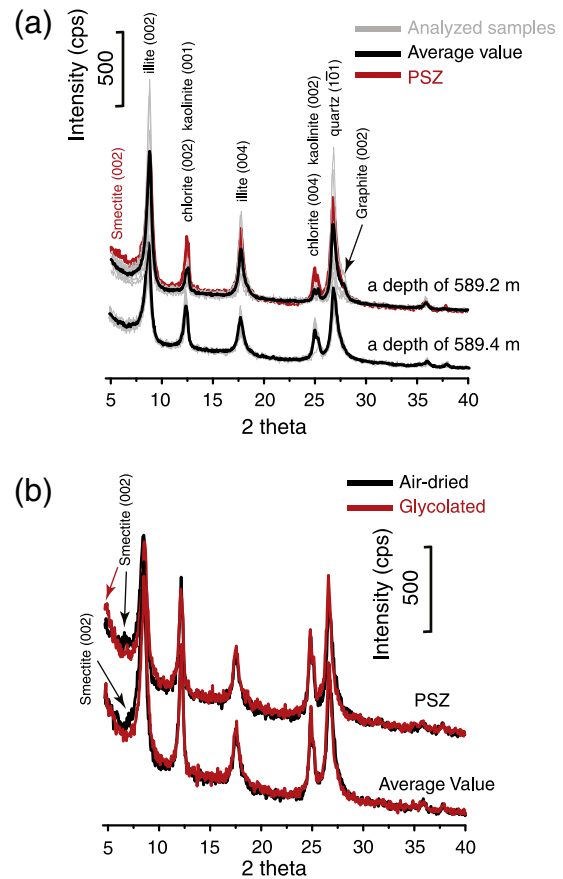 (a)
Intensity (cps)
500
Analyzed samples
Average value
PSZ
Smectite (002)
illite (002)
chlorite (002) kaolinite (001)
illite (004)
chlorite (004) kaolinite (002)
quartz (1̄01)
Graphite (002)
a depth of 589.2 m
a depth of 589.4 m
5 10 15 20 25 30 35 40
2 theta
(b)
Air-dried
Glycolated
Intensity (cps)
500
Smectite (002)
Smectite (002)
PSZ
Average Value
5 10 15 20 25 30 35 40
2 theta